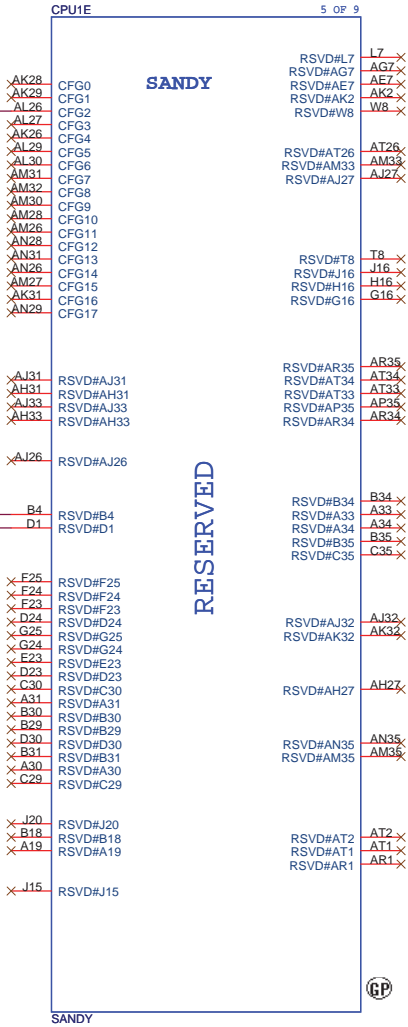 CPU1E 5 OF 9
SANDY
AK28 CFG0
AK29 CFG1
AL26 CFG2
AL27 CFG3
AK26 CFG4
AL29 CFG5
AL30 CFG6
AM31 CFG7
AM32 CFG8
AM30 CFG9
AM28 CFG10
AM26 CFG11
AN28 CFG12
AN31 CFG13
AN26 CFG14
AM27 CFG15
AK31 CFG16
AN29 CFG17
AJ31 RSVD#AJ31
AH31 RSVD#AH31
AJ33 RSVD#AJ33
AH33 RSVD#AH33
AJ26 RSVD#AJ26
B4 RSVD#B4
D1 RSVD#D1
F25 RSVD#F25
F24 RSVD#F24
F23 RSVD#F23
D24 RSVD#D24
G25 RSVD#G25
G24 RSVD#G24
E23 RSVD#E23
D23 RSVD#D23
C30 RSVD#C30
A31 RSVD#A31
B30 RSVD#B30
B29 RSVD#B29
D30 RSVD#D30
B31 RSVD#B31
A30 RSVD#A30
C29 RSVD#C29
J20 RSVD#J20
B18 RSVD#B18
A19 RSVD#A19
J15 RSVD#J15
RESERVED
RSVD#L7 L7
RSVD#AG7 AG7
RSVD#AE7 AE7
RSVD#AK2 AK2
RSVD#W8 W8
RSVD#AT26 AT26
RSVD#AM33 AM33
RSVD#AJ27 AJ27
RSVD#T8 T8
RSVD#J16 J16
RSVD#H16 H16
RSVD#G16 G16
RSVD#AR35 AR35
RSVD#AT34 AT34
RSVD#AT33 AT33
RSVD#AP35 AP35
RSVD#AR34 AR34
RSVD#B34 B34
RSVD#A33 A33
RSVD#A34 A34
RSVD#B35 B35
RSVD#C35 C35
RSVD#AJ32 AJ32
RSVD#AK32 AK32
RSVD#AH27 AH27
RSVD#AN35 AN35
RSVD#AM35 AM35
RSVD#AT2 AT2
RSVD#AT1 AT1
RSVD#AR1 AR1
GP
SANDY